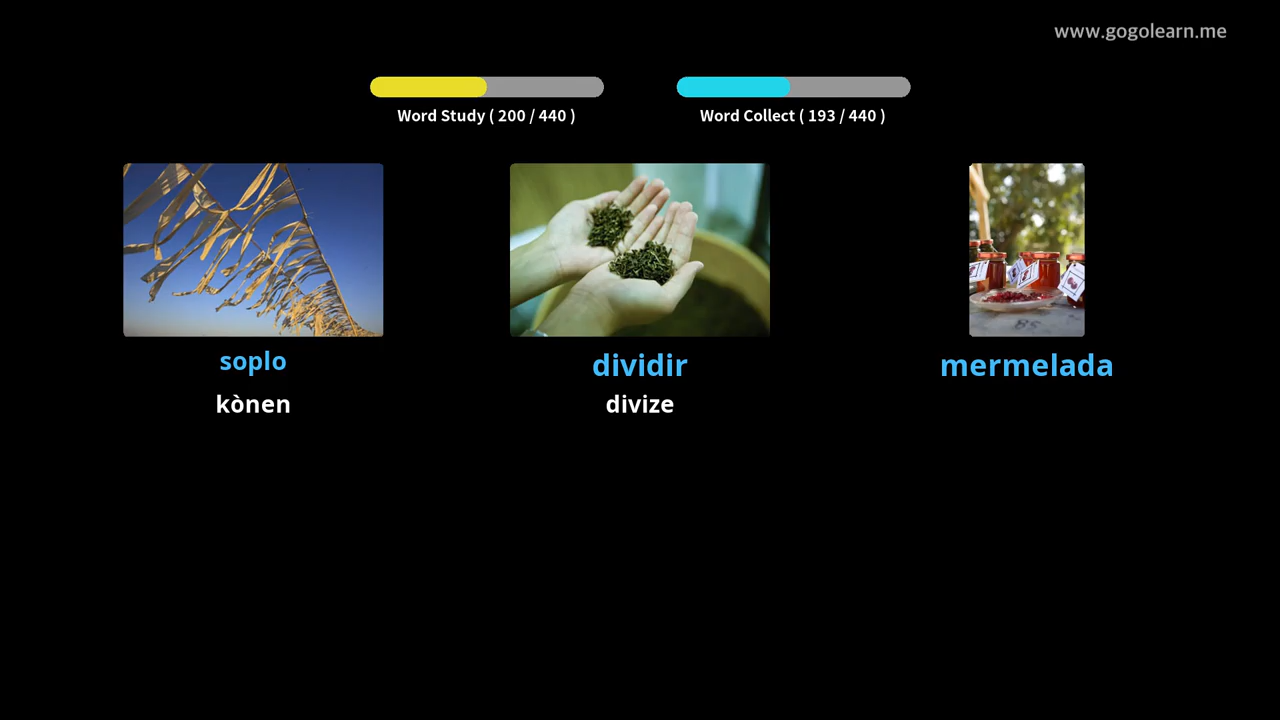 www.gogolearn.me
Word Study ( 200 / 440 )
Word Collect ( 193 / 440 )
soplo
dividir
mermelada
kònen
divize